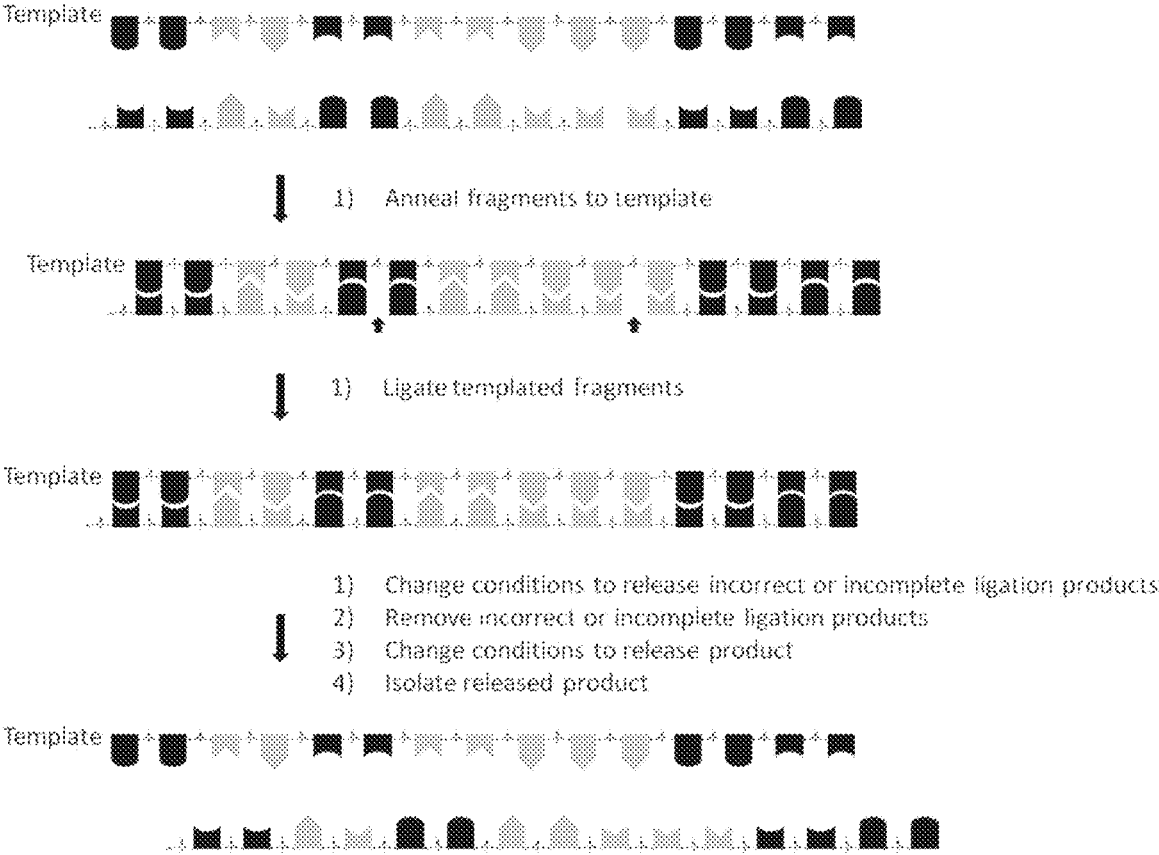 Template
1) Anneal fragments to template
Template
1) Ligate templated fragments
Template
1) Change conditions to release incorrect or incomplete ligation products
2) Remove incorrect or incomplete ligation products
3) Change conditions to release product
4) Isolate released product
Template